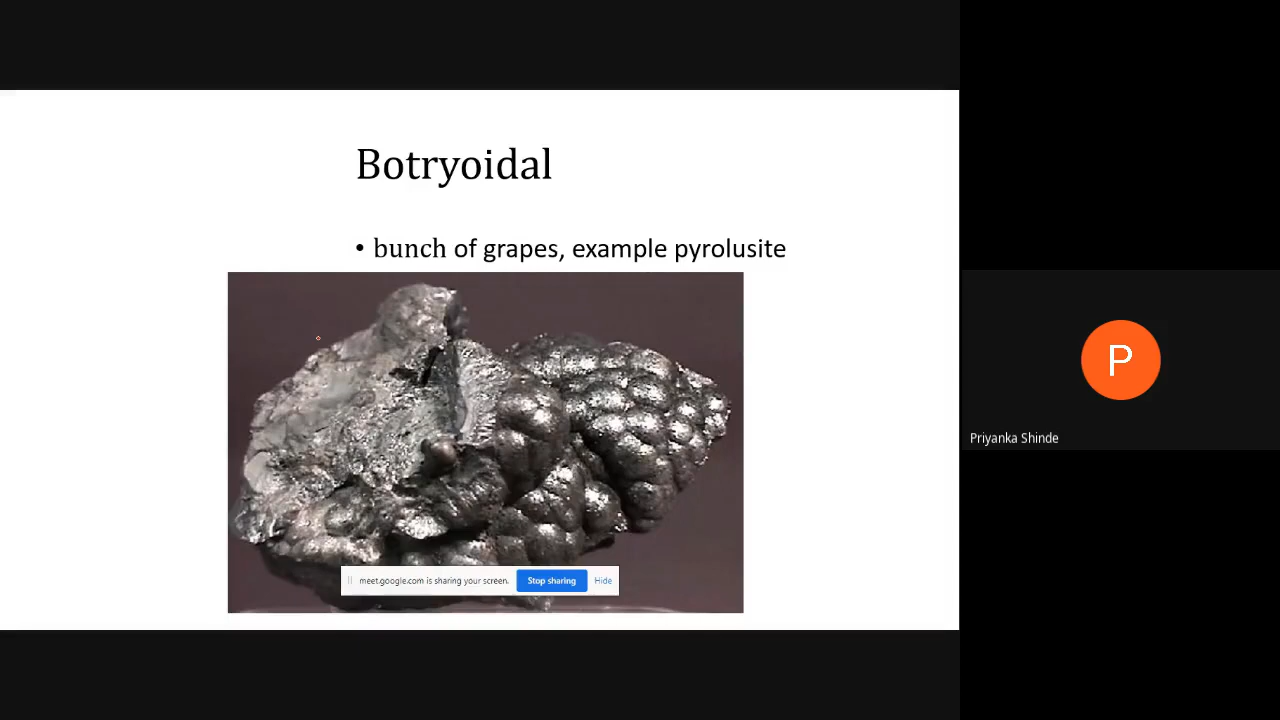 Botryoidal
• bunch of grapes, example pyrolusite
meet.google.com is sharing your screen. Stop sharing Hide
P
Priyanka Shinde